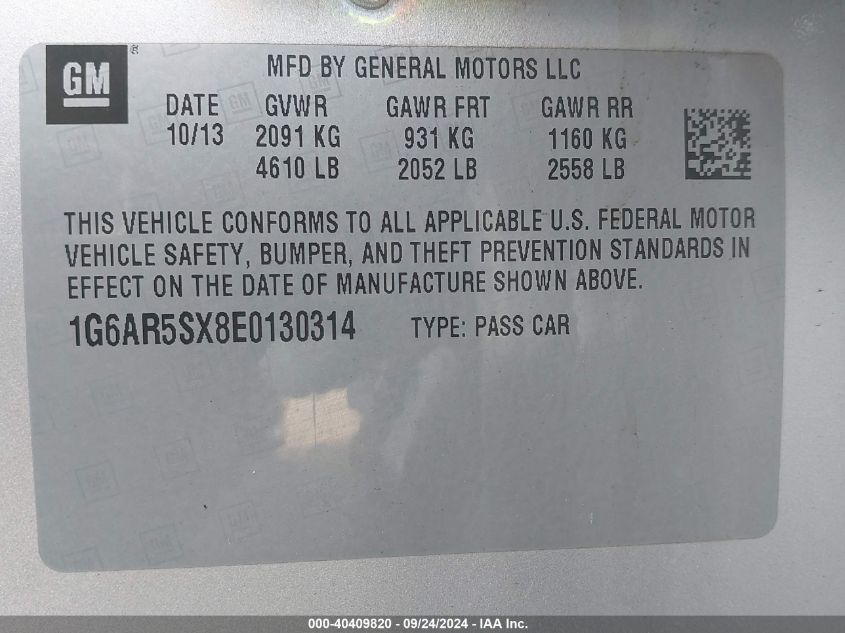 GM ®
MFD BY GENERAL MOTORS LLC
DATE GVWR GAWR FRT GAWR RR
10/13 2091 KG 931 KG 1160 KG
4610 LB 2052 LB 2558 LB
THIS VEHICLE CONFORMS TO ALL APPLICABLE U.S. FEDERAL MOTOR
VEHICLE SAFETY, BUMPER, AND THEFT PREVENTION STANDARDS IN
EFFECT ON THE DATE OF MANUFACTURE SHOWN ABOVE.
1G6AR5SX8E0130314 TYPE: PASS CAR
000-40409820 - 09/24/2024 - IAA Inc.